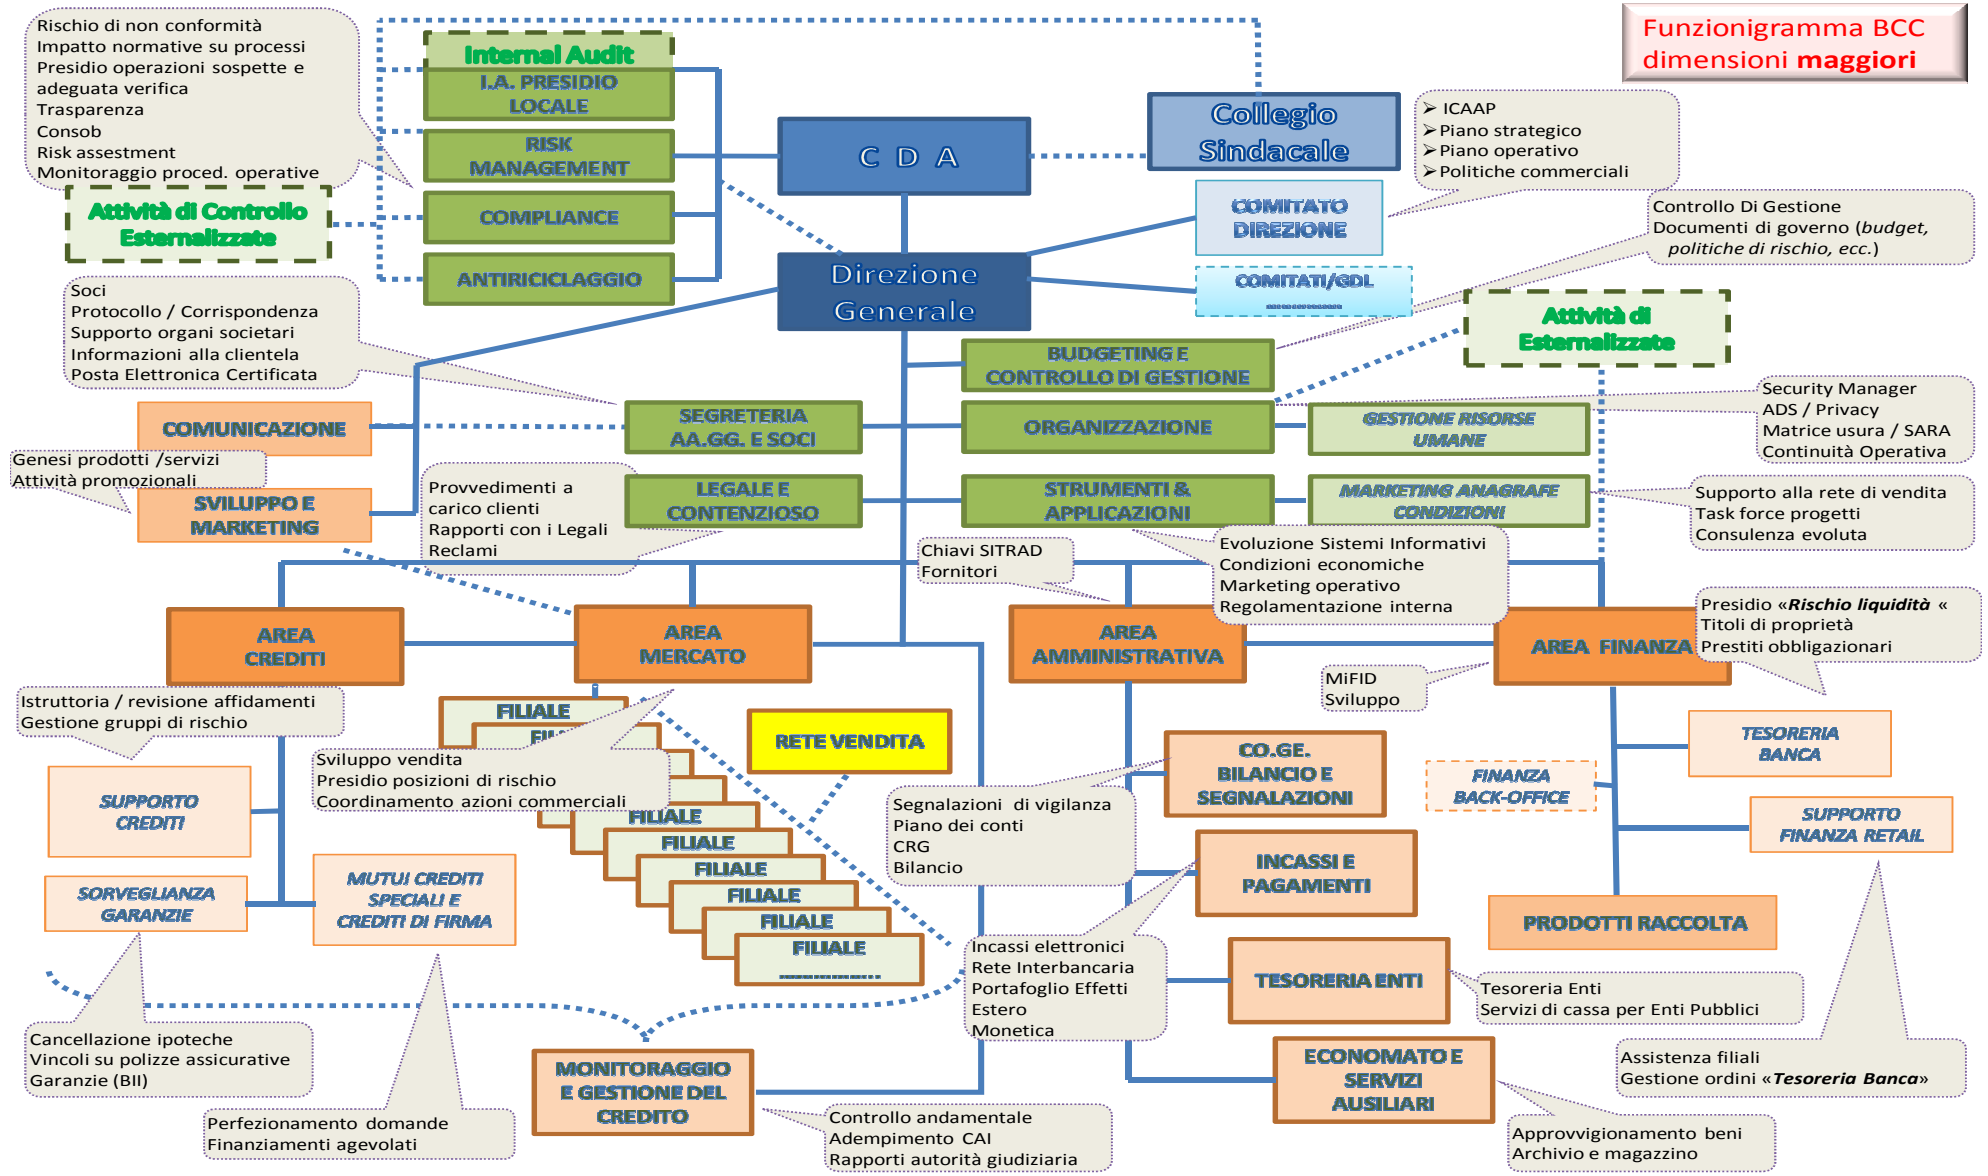 Funzionigramma BCC
dimensioni maggiori
Rischio di non conformità
Impatto normative su processi
Presidio operazioni sospette e
adeguata verifica
Trasparenza
Consob
Risk assestment
Monitoraggio proced. operative
Internal Audit
I.A. PRESIDIO
LOCALE
RISK
MANAGEMENT
COMPLIANCE
ANTIRICICLAGGIO
Attività di Controllo
Esternalizzate
C D A
Collegio
Sindacale
➢ ICAAP
➢ Piano strategico
➢ Piano operativo
➢ Politiche commerciali
COMITATO
DIREZIONE
Controllo Di Gestione
Documenti di governo (budget,
politiche di rischio, ecc.)
Direzione
Generale
COMITATI/GDL
..............
Attività di
Esternalizzate
Soci
Protocollo / Corrispondenza
Supporto organi societari
Informazioni alla clientela
Posta Elettronica Certificata
BUDGETING E
CONTROLLO DI GESTIONE
COMUNICAZIONE
SEGRETERIA
AA.GG. E SOCI
ORGANIZZAZIONE
GESTIONE RISORSE
UMANE
Security Manager
ADS / Privacy
Matrice usura / SARA
Continuità Operativa
Genesi prodotti /servizi
Attività promozionali
SVILUPPO E
MARKETING
Provvedimenti a
carico clienti
Rapporti con i Legali
Reclami
LEGALE E
CONTENZIOSO
STRUMENTI &
APPLICAZIONI
MARKETING ANAGRAFE
CONDIZIONI
Supporto alla rete di vendita
Task force progetti
Consulenza evoluta
Chiavi SITRAD
Fornitori
Evoluzione Sistemi Informativi
Condizioni economiche
Marketing operativo
Regolamentazione interna
AREA
CREDITI
AREA
MERCATO
AREA
AMMINISTRATIVA
AREA FINANZA
Presidio «Rischio liquidità «
Titoli di proprietà
Prestiti obbligazionari
MiFID
Sviluppo
Istruttoria / revisione affidamenti
Gestione gruppi di rischio
FILIALE
FIL
Sviluppo vendita
Presidio posizioni di rischio
Coordinamento azioni commerciali
FILIALE
FILIALE
FILIALE
FILIALE
FILIALE
FILIALE
................
RETE VENDITA
SUPPORTO
CREDITI
SORVEGLIANZA
GARANZIE
MUTUI CREDITI
SPECIALI E
CREDITI DI FIRMA
CO.GE.
BILANCIO E
SEGNALAZIONI
Segnalazioni di vigilanza
Piano dei conti
CRG
Bilancio
INCASSI E
PAGAMENTI
TESORERIA
BANCA
FINANZA
BACK-OFFICE
SUPPORTO
FINANZA RETAIL
PRODOTTI RACCOLTA
Incassi elettronici
Rete Interbancaria
Portafoglio Effetti
Estero
Monetica
TESORERIA ENTI
Tesoreria Enti
Servizi di cassa per Enti Pubblici
Cancellazione ipoteche
Vincoli su polizze assicurative
Garanzie (BII)
Perfezionamento domande
Finanziamenti agevolati
MONITORAGGIO
E GESTIONE DEL
CREDITO
Controllo andamentale
Adempimento CAI
Rapporti autorità giudiziaria
ECONOMATO E
SERVIZI
AUSILIARI
Assistenza filiali
Gestione ordini «Tesoreria Banca»
Approvvigionamento beni
Archivio e magazzino